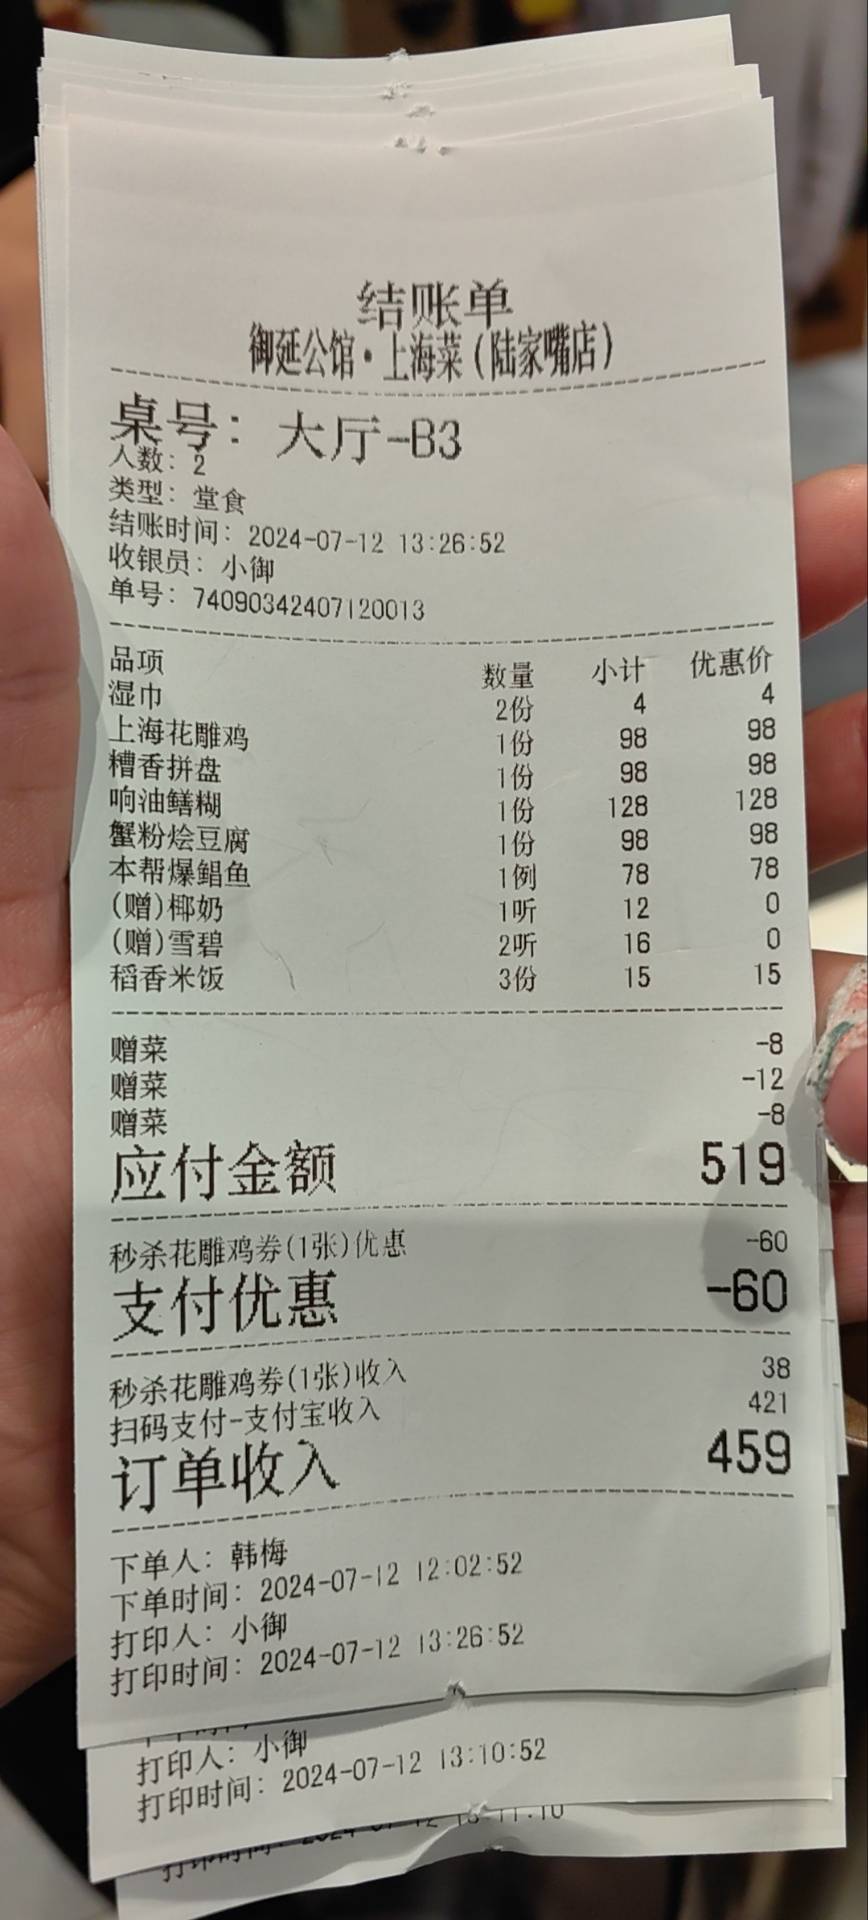 结账单
御延公馆·上海菜(陆家嘴店)
桌号: 大厅-B3
人数: 2
类型: 堂食
结账时间: 2024-07-12 13:26:52
收银员: 小御
单号: 74090342407120013
品项 数量 小计 优惠价
湿巾 2份 4 4
上海花雕鸡 1份 98 98
糟香拼盘 1份 98 98
响油鳝糊 1份 128 128
蟹粉烩豆腐 1份 98 98
本帮爆鲳鱼 1例 78 78
(赠)椰奶 1听 12 0
(赠)雪碧 2听 16 0
稻香米饭 3份 15 15
赠菜 -8
赠菜 -12
赠菜 -8
应付金额 519
秒杀花雕鸡券(1张)优惠 -60
支付优惠 -60
秒杀花雕鸡券(1张)收入 38
扫码支付-支付宝收入 421
订单收入 459
下单人: 韩梅
下单时间: 2024-07-12 12:02:52
打印人: 小御
打印时间: 2024-07-12 13:26:52
打印人: 小御
打印时间: 2024-07-12 13:10:52